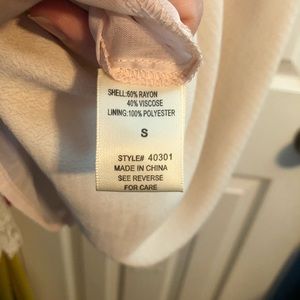 SHELL:60% RAYON
40% VISCOSE
LINING:100% POLYESTER
S
STYLE# 40301
MADE IN CHINA
SEE REVERSE
FOR CARE